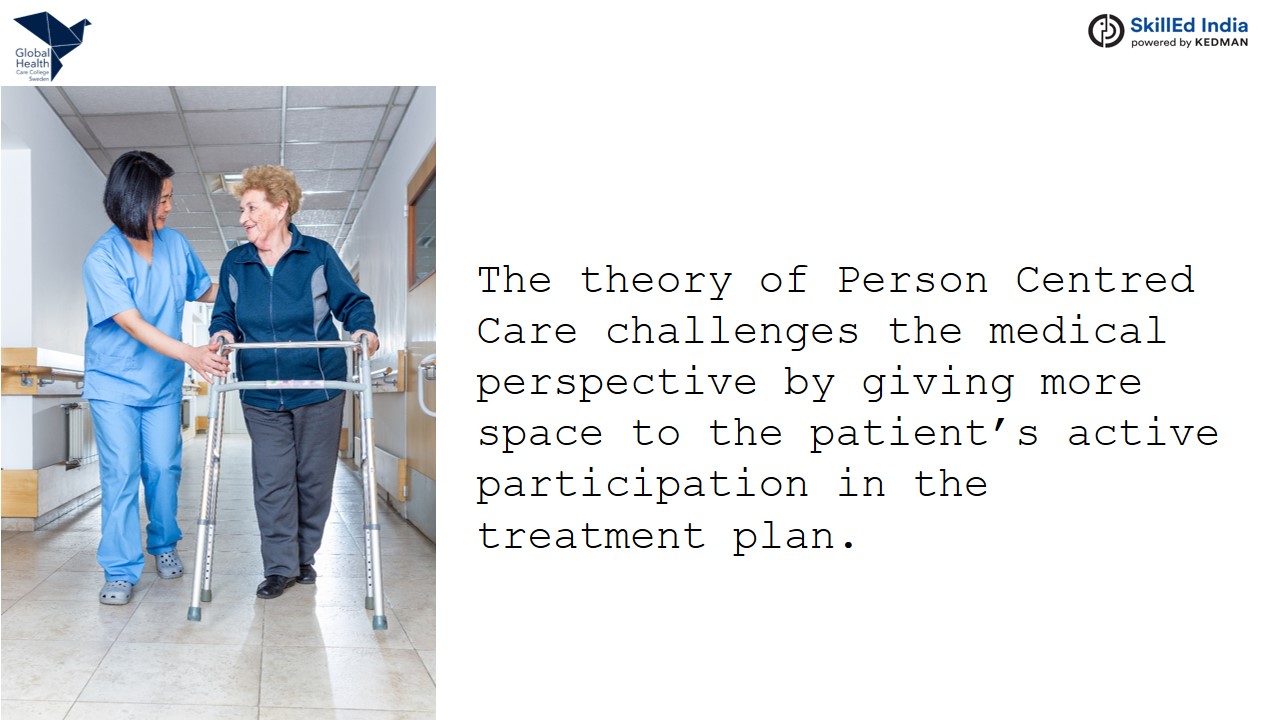 Global
Health
Care College
Sweden
SkillEd India
powered by KEDMAN
The theory of Person Centred
Care challenges the medical
perspective by giving more
space to the patient’s active
participation in the
treatment plan.